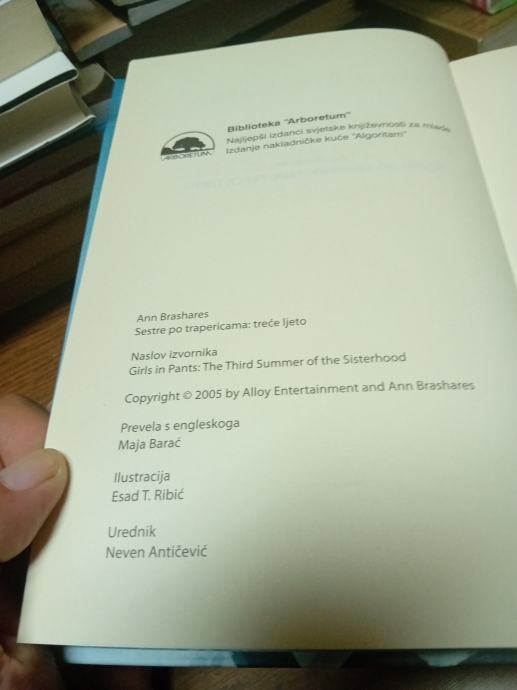 Biblioteka "Arboretum"
Najljepši izdanci svjetske književnosti za mlade
Izdanje nakladničke kuće "Algoritam"
ARBORETUM
Ann Brashares
Sestre po trapericama: treće ljeto
Naslov izvornika
Girls in Pants: The Third Summer of the Sisterhood
Copyright © 2005 by Alloy Entertainment and Ann Brashares
Prevela s engleskoga
Maja Barać
Ilustracija
Esad T. Ribić
Urednik
Neven Antičević